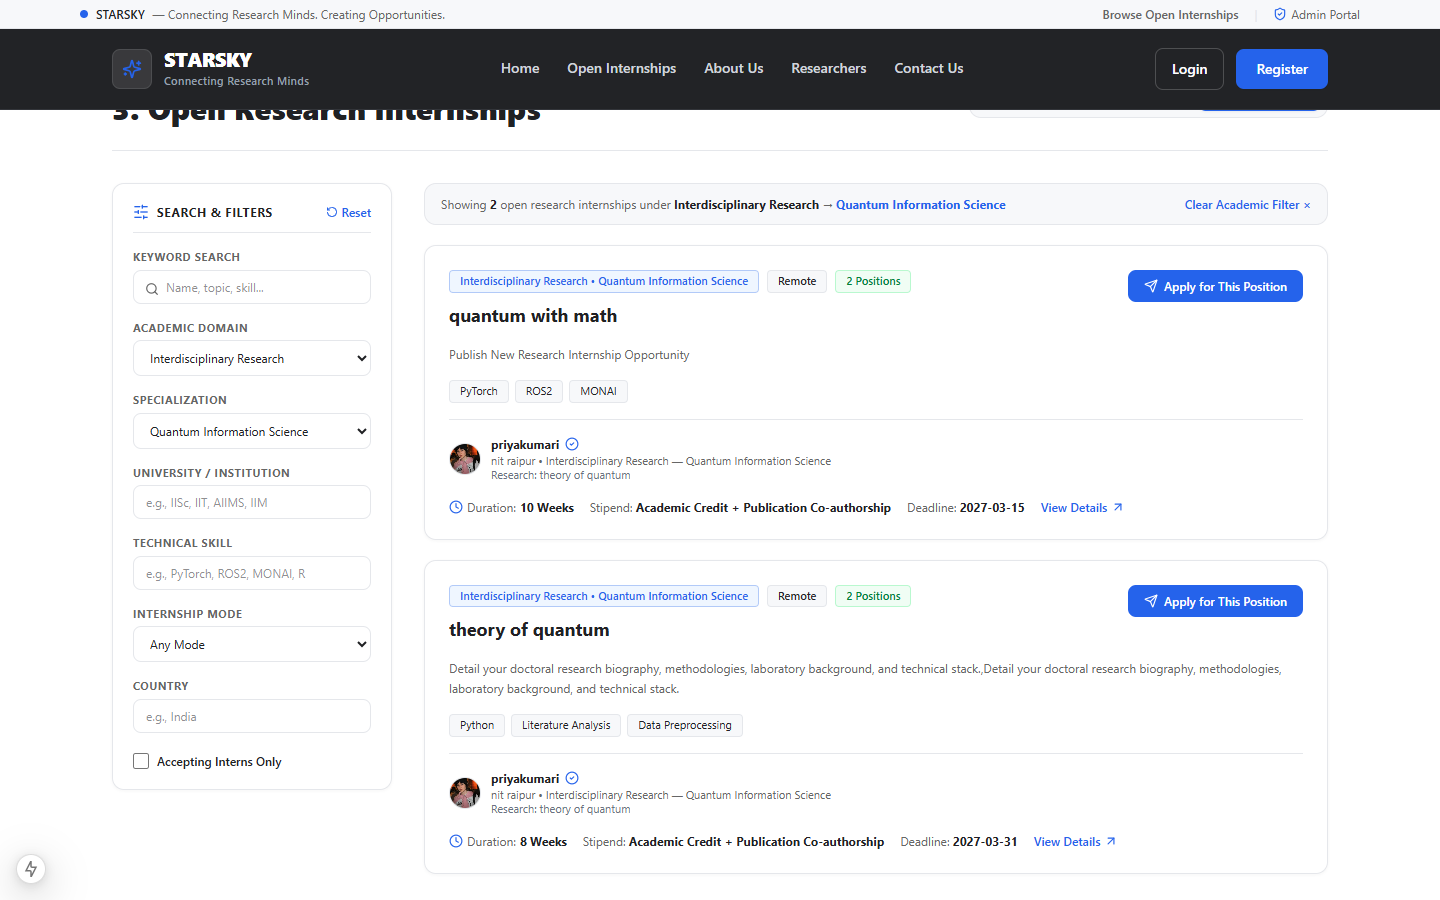 STARSKY — Connecting Research Minds. Creating Opportunities.
Browse Open Internships | Admin Portal
STARSKY
Connecting Research Minds
Home Open Internships About Us Researchers Contact Us
Login Register
3. Open Research Internships
SEARCH & FILTERS Reset
KEYWORD SEARCH
Name, topic, skill...
ACADEMIC DOMAIN
Interdisciplinary Research
SPECIALIZATION
Quantum Information Science
UNIVERSITY / INSTITUTION
e.g., IISc, IIT, AIIMS, IIM
TECHNICAL SKILL
e.g., PyTorch, ROS2, MONAI, R
INTERNSHIP MODE
Any Mode
COUNTRY
e.g., India
Accepting Interns Only
Showing 2 open research internships under Interdisciplinary Research → Quantum Information Science
Clear Academic Filter ×
Interdisciplinary Research • Quantum Information Science Remote 2 Positions
Apply for This Position
quantum with math
Publish New Research Internship Opportunity
PyTorch ROS2 MONAI
priyakumari
nit raipur • Interdisciplinary Research — Quantum Information Science
Research: theory of quantum
Duration: 10 Weeks Stipend: Academic Credit + Publication Co-authorship Deadline: 2027-03-15 View Details
Interdisciplinary Research • Quantum Information Science Remote 2 Positions
Apply for This Position
theory of quantum
Detail your doctoral research biography, methodologies, laboratory background, and technical stack.,Detail your doctoral research biography, methodologies,
laboratory background, and technical stack.
Python Literature Analysis Data Preprocessing
priyakumari
nit raipur • Interdisciplinary Research — Quantum Information Science
Research: theory of quantum
Duration: 8 Weeks Stipend: Academic Credit + Publication Co-authorship Deadline: 2027-03-31 View Details